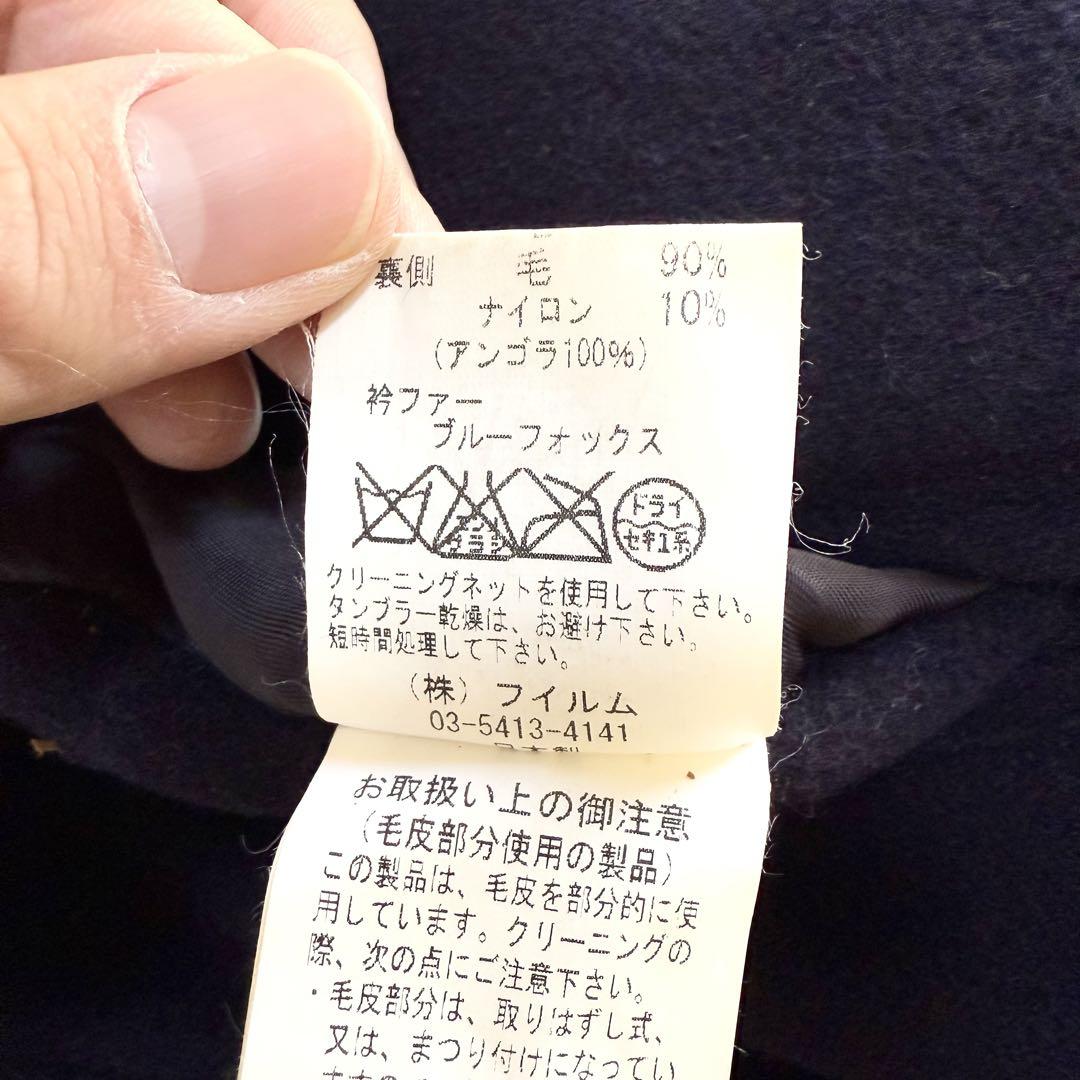 裏側 毛 90%
ナイロン 10%
(アンゴラ100%)
衿ファー
ブルーフォックス
ドライ
セキユ系
クリーニングネットを使用して下さい。
タンブラー乾燥は、お避け下さい。
短時間処理して下さい。
(株) フイルム
03-5413-4141
お取扱い上の御注意
(毛皮部分使用の製品)
この製品は、毛皮を部分的に使
用しています。クリーニングの
際、次の点にご注意下さい。
・毛皮部分は、取りはずし式、
又は、まつり付けになってい